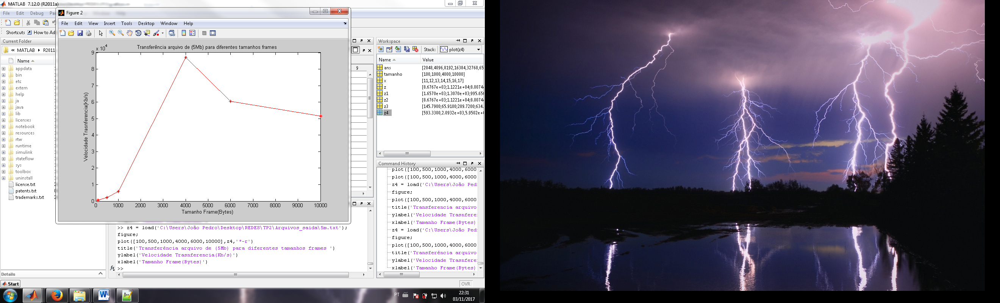 MATLAB 7.12.0 (R2011a)
File Edit Debug
Shortcuts How to Ad
Current Folder
« MATLAB ▸ R2011
Name
appdata
bin
etc
extern
help
ja
java
lib
licenses
notebook
resources
rtw
runtime
simulink
stateflow
sys
toolbox
uninstall
license.txt
patents.txt
trademarks.txt
Details
Start
Figure 2
File Edit View Insert Tools Desktop Window Help
Transferência arquivo de (5Mb) para diferentes tamanhos frames
x 10^4
9
8
7
6
5
4
3
2
1
0
Velocidade Trasnferencia(Kb/s)
0 1000 2000 3000 4000 5000 6000 7000 8000 9000 10000
Tamanho Frame(Bytes)
9
>> z4 = load('C:\Users\João Pedro\Desktop\REDES\TP2\Arquivos_saida\5m.txt');
figure;
plot([100,500,1000,4000,6000,10000],z4,'*-r')
title('Transferência arquivo de (5Mb) para diferentes tamanhos frames ')
ylabel('Velocidade Trasnferencia(Kb/s)')
xlabel('Tamanho Frame(Bytes)')
fx >>
Workspace
Stack: plot(z4)
Name Value
ans [2048,4096,8192,16384,32768,65
tamanho [100,1000,4000,10000]
x [11,12,13,14,15,16,17]
z [8.6767e+03;1.1221e+04;8.0074e
z1 [1.6570e+03;1.3070e+03;995.65
z2 [8.6767e+03;1.1221e+04;8.0074e
z3 [145.7900;65.9100;289.7200;634.
z4 [593.3300,2.0932e+03,5.9502e+
Command History
plot([100,500,1000,4000,6000
plot([100,500,1000,4000,6000
z4 = load('C:\Users\João Ped
figure;
plot([100,500,1000,4000,6000
title('Transferencia arquivo
ylabel('Velocidade Trasnfere
xlabel('Tamanho Frame(Bytes)
z4 = load('C:\Users\João Ped
figure;
plot([100,500,1000,4000,6000
title('Transferência arquivo
ylabel('Velocidade Trasnfere
xlabel('Tamanho Frame(Bytes)
OVR
PT
22:31
03/11/2017